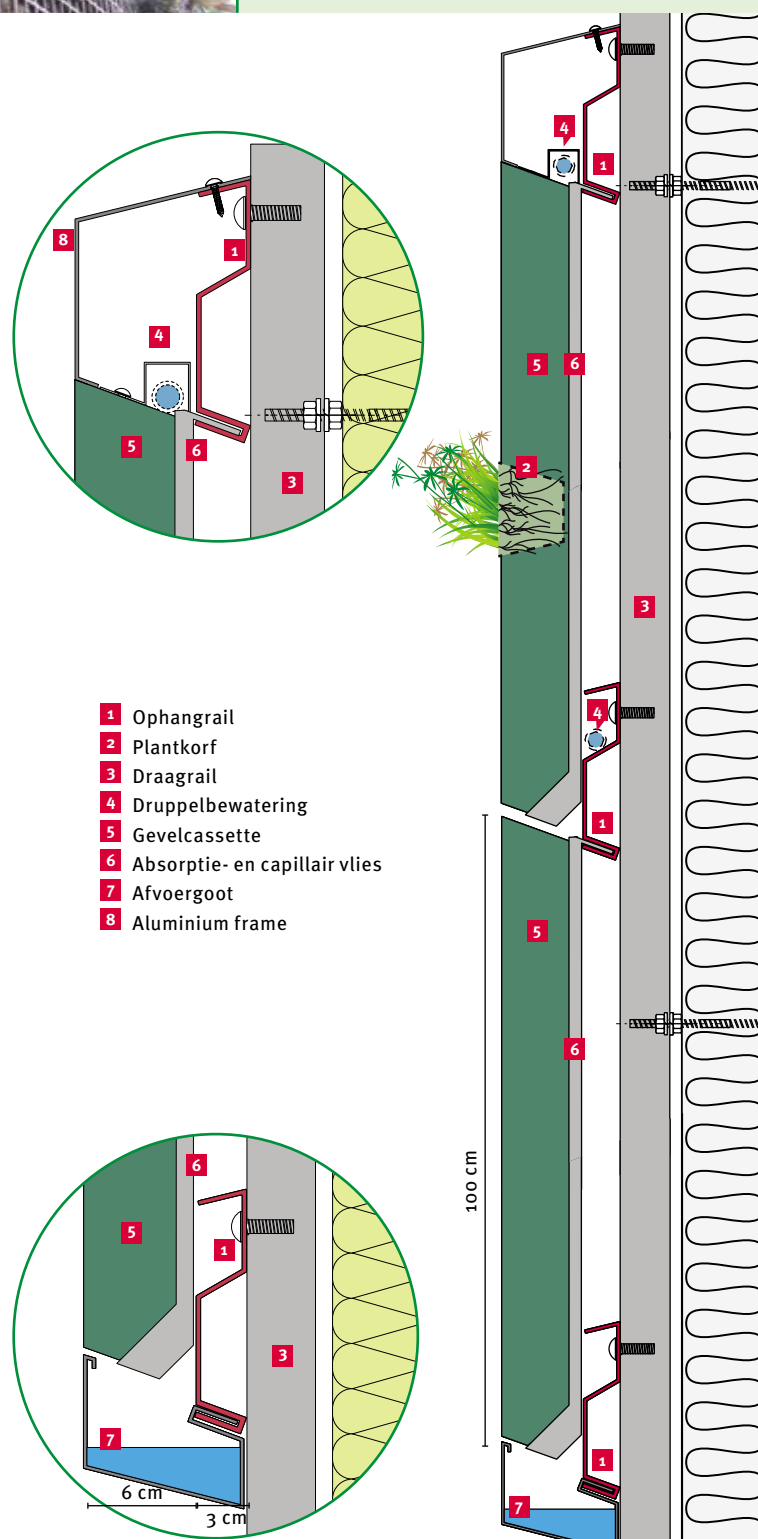 4
1
8
1
4
5
6
5
6
3
2
3
4
1
1 Ophangrail
2 Plantkorf
3 Draagrail
4 Druppelbewatering
5 Gevelcassette
6 Absorptie- en capillair vlies
7 Afvoergoot
8 Aluminium frame
5
6
100 cm
6
5
1
3
7
6 cm
3 cm
1
7